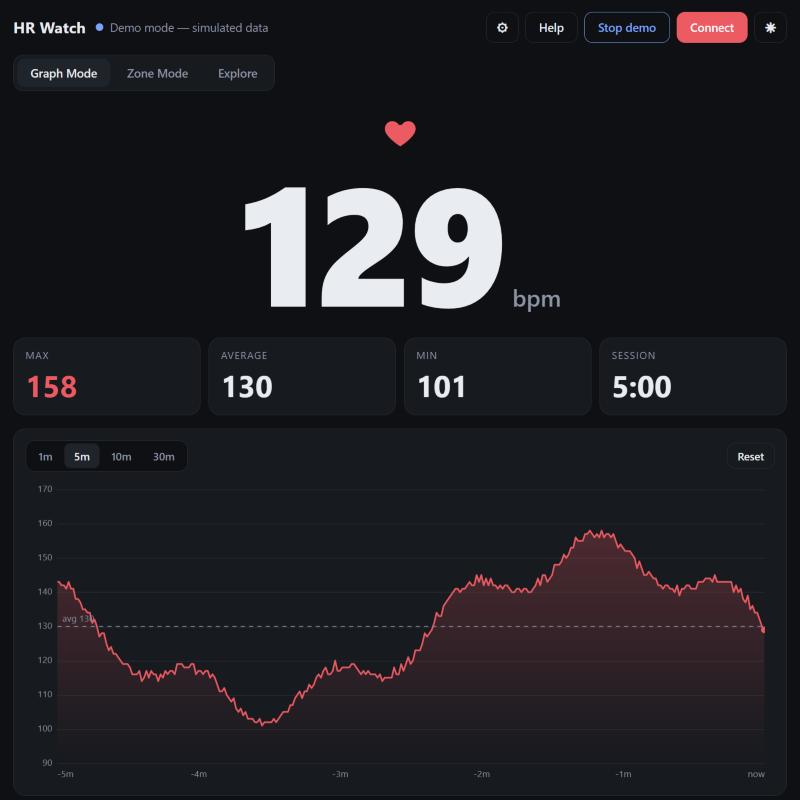 HR Watch Demo mode — simulated data Help Stop demo Connect
Graph Mode Zone Mode Explore
129 bpm
MAX AVERAGE MIN SESSION
158 130 101 5:00
1m 5m 10m 30m Reset
170
160
150
140
avg 130
130
120
110
100
90
-5m -4m -3m -2m -1m now